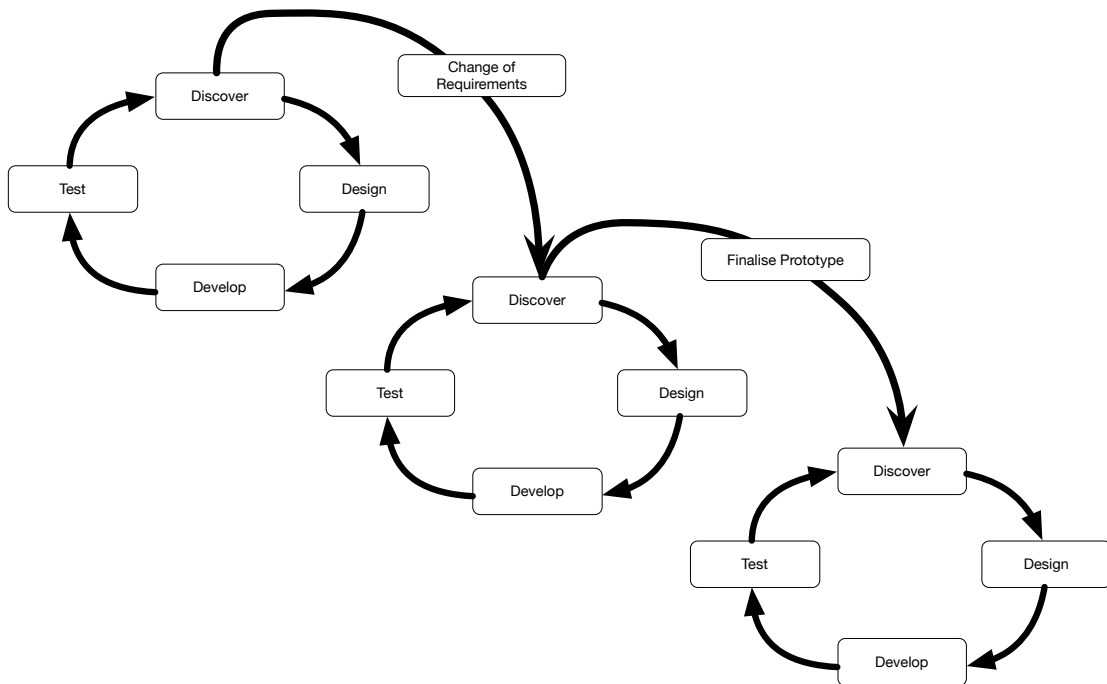 Change of
Requirements
Discover
Test
Design
Develop
Finalise Prototype
Discover
Test
Design
Develop
Discover
Test
Design
Develop